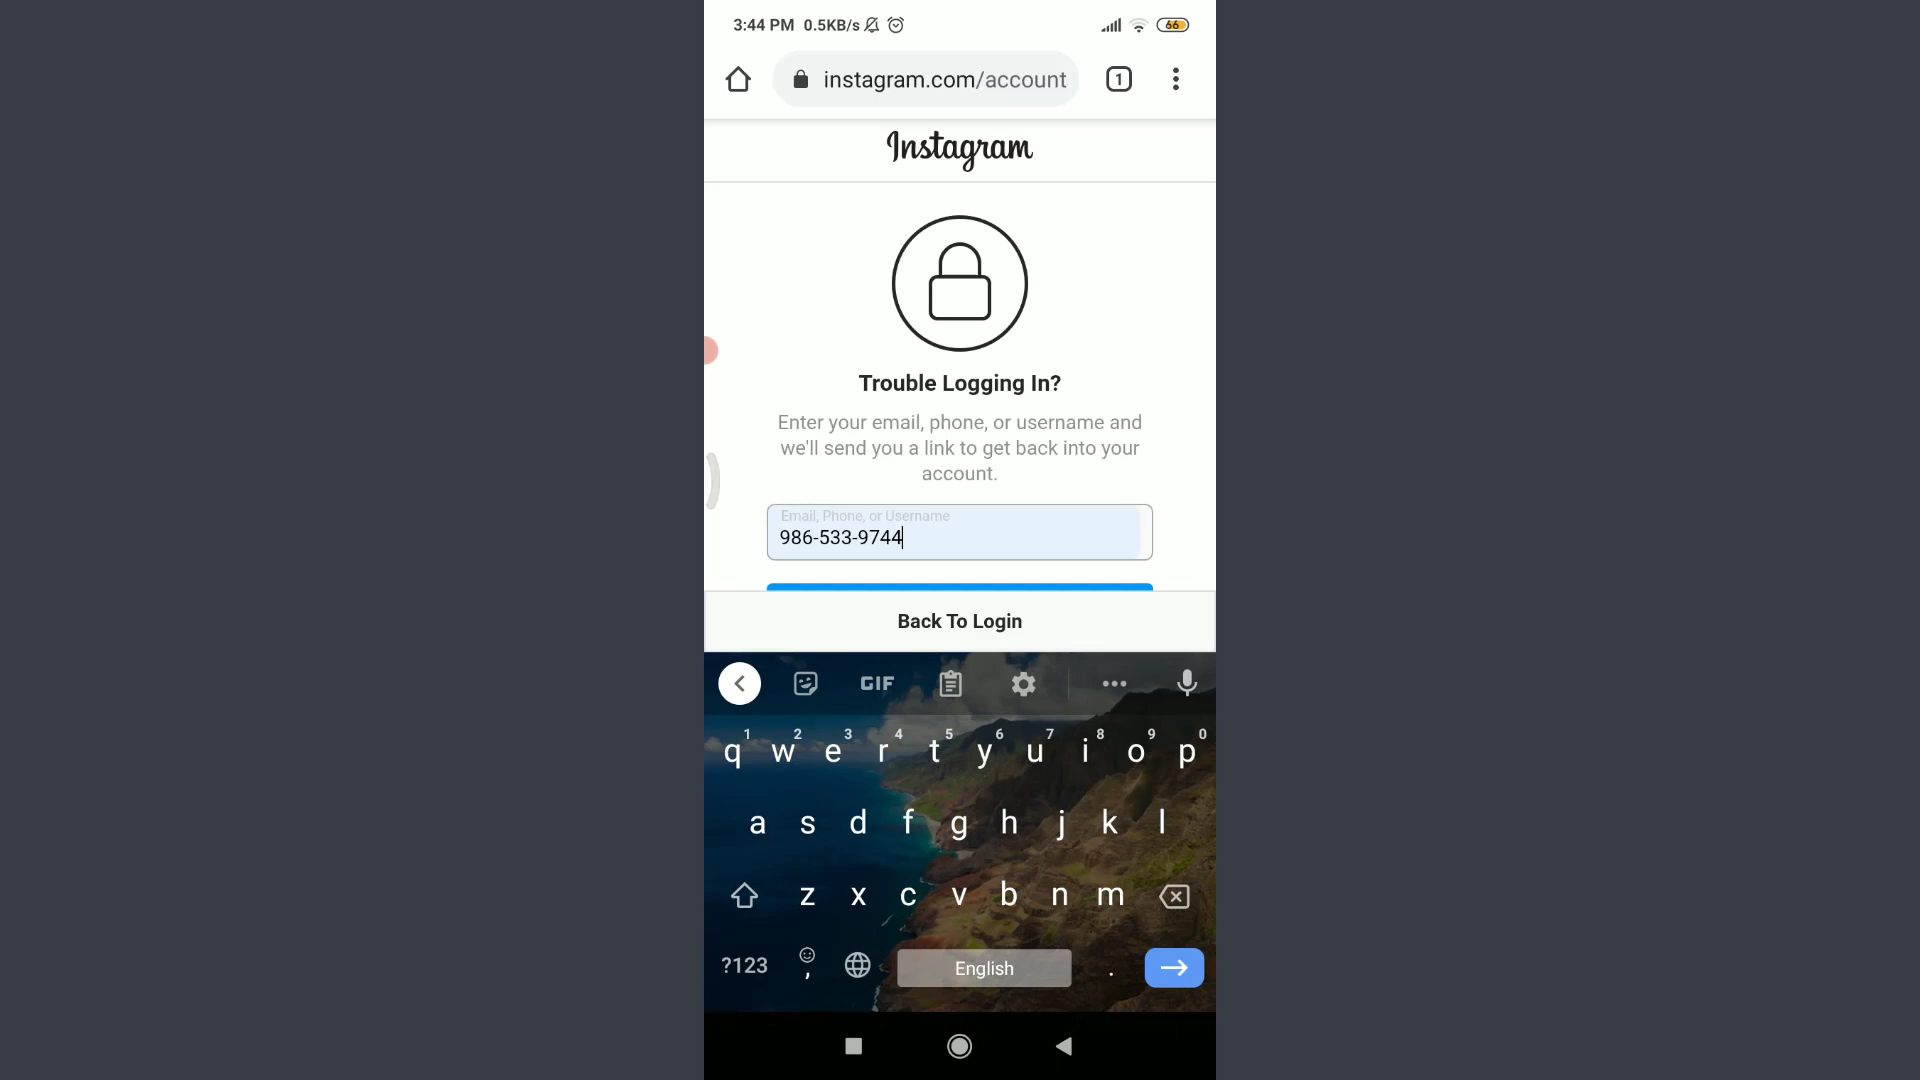 3:44 PM 0.5KB/s 66
instagram.com/account 1
Instagram
Trouble Logging In?
Enter your email, phone, or username and
we'll send you a link to get back into your
account.
Email, Phone, or Username
986-533-9744
Back To Login
GIF
1 2 3 4 5 6 7 8 9 0
q w e r t y u i o p
a s d f g h j k l
z x c v b n m
?123 , English .